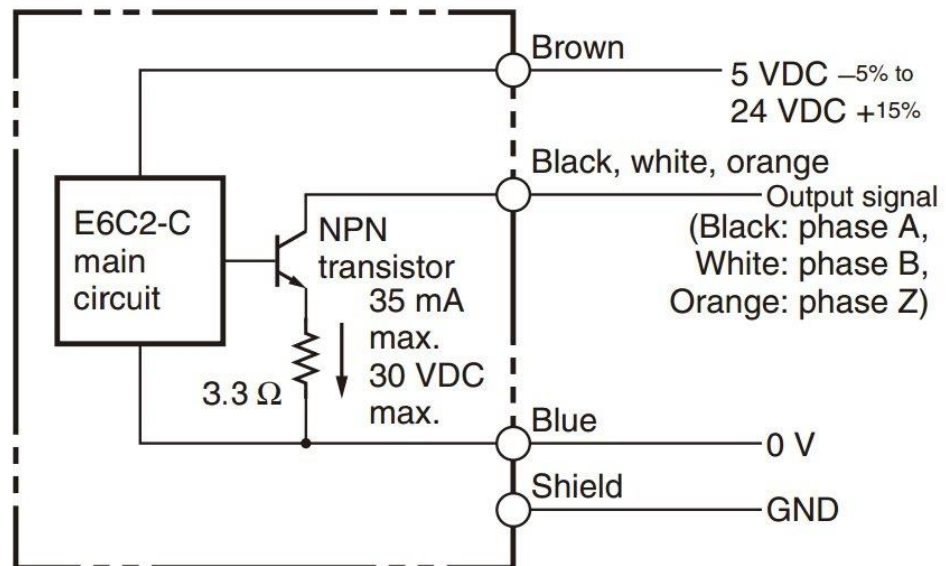 Brown
5 VDC –5% to
24 VDC +15%
Black, white, orange
Output signal
(Black: phase A,
White: phase B,
Orange: phase Z)
E6C2-C
main
circuit
NPN
transistor
35 mA
max.
30 VDC
max.
3.3 Ω
Blue
0 V
Shield
GND